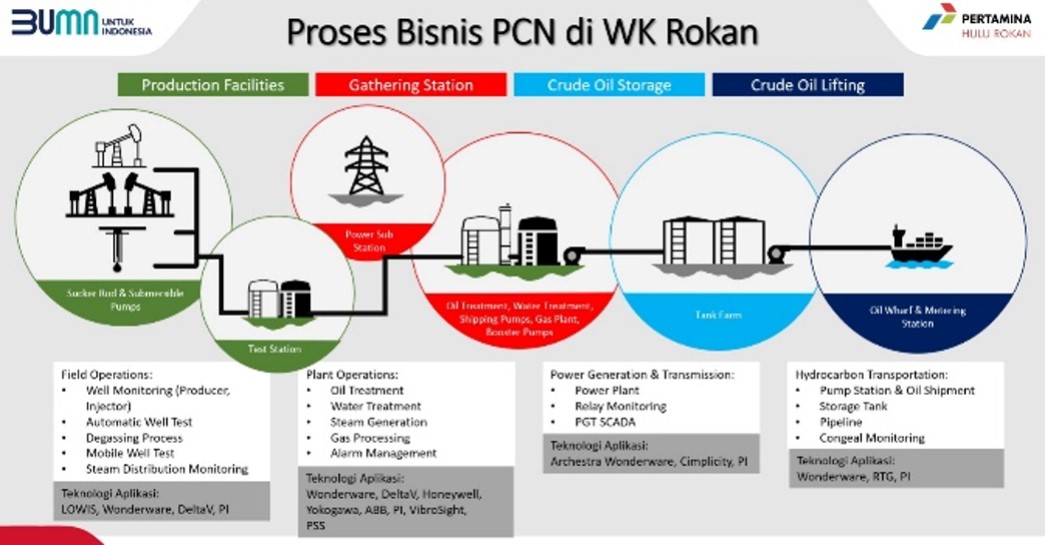 BUMN UNTUK
INDONESIA
Proses Bisnis PCN di WK Rokan
PERTAMINA
HULU ROKAN
Production Facilities
Gathering Station
Crude Oil Storage
Crude Oil Lifting
Sucker Rod & Submersible
Pumps
Test Station
Power Sub
Station
Oil Treatment, Water Treatment,
Shipping Pumps, Gas Plant,
Booster Pumps
Tank Farm
Oil Wharf & Metering
Station
Field Operations:
• Well Monitoring (Producer,
Injector)
• Automatic Well Test
• Degassing Process
• Mobile Well Test
• Steam Distribution Monitoring
Teknologi Aplikasi:
LOWIS, Wonderware, DeltaV, PI
Plant Operations:
• Oil Treatment
• Water Treatment
• Steam Generation
• Gas Processing
• Alarm Management
Teknologi Aplikasi:
Wonderware, DeltaV, Honeywell,
Yokogawa, ABB, PI, VibroSight,
PSS
Power Generation & Transmission:
• Power Plant
• Relay Monitoring
• PGT SCADA
Teknologi Aplikasi:
Archestra Wonderware, Cimplicity, PI
Hydrocarbon Transportation:
• Pump Station & Oil Shipment
• Storage Tank
• Pipeline
• Congeal Monitoring
Teknologi Aplikasi:
Wonderware, RTG, PI